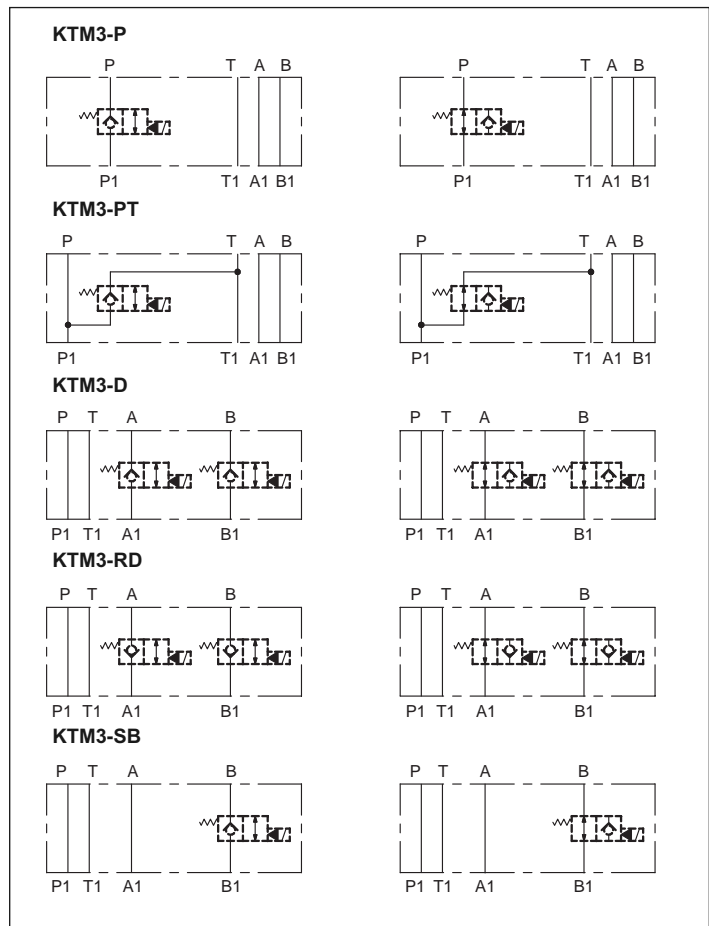 KTM3-P
P T A B P T A B
P1 T1 A1 B1 P1 T1 A1 B1
KTM3-PT
P T A B P T A B
P1 T1 A1 B1 P1 T1 A1 B1
KTM3-D
P T A B P T A B
P1 T1 A1 B1 P1 T1 A1 B1
KTM3-RD
P T A B P T A B
P1 T1 A1 B1 P1 T1 A1 B1
KTM3-SB
P T A B P T A B
P1 T1 A1 B1 P1 T1 A1 B1